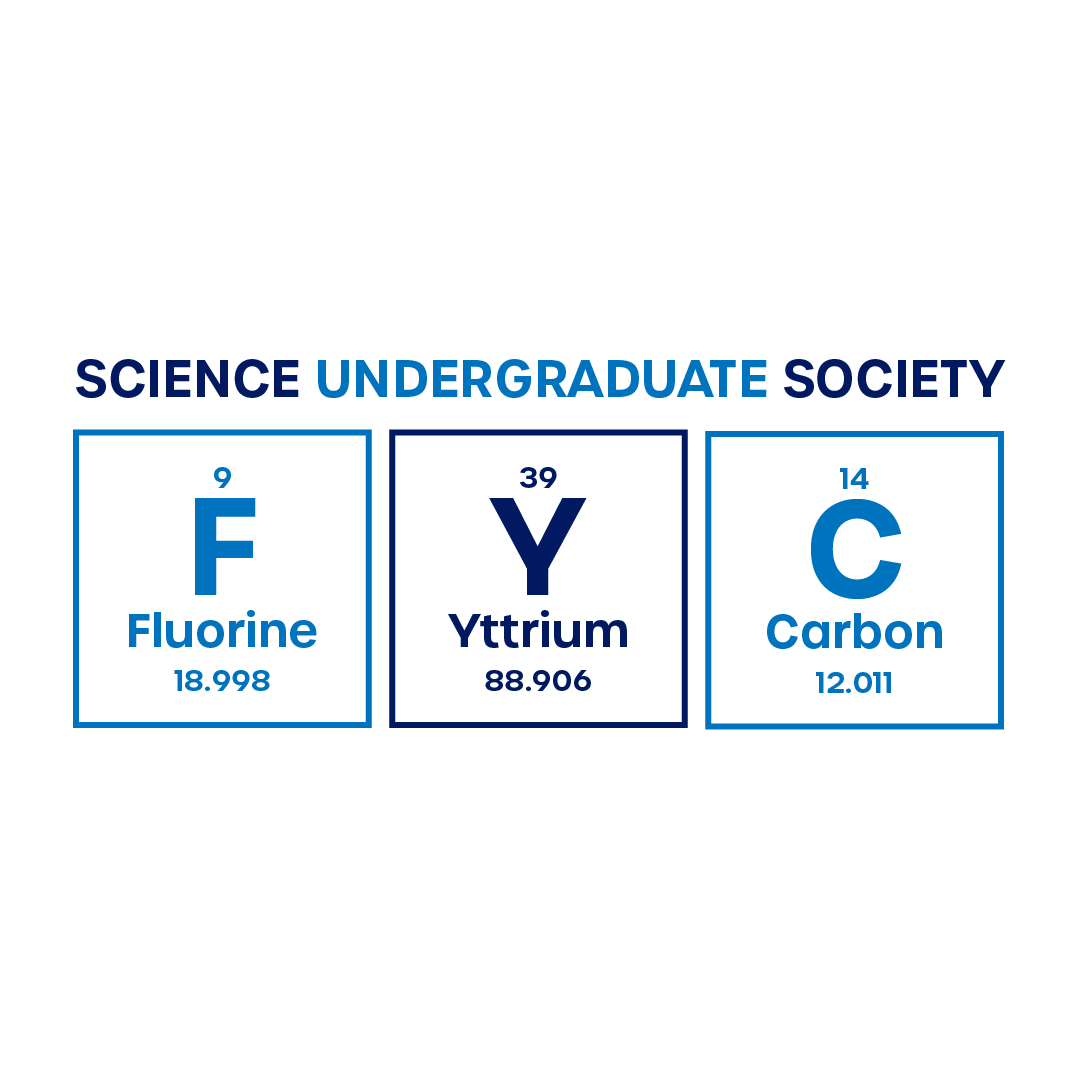 SCIENCE UNDERGRADUATE SOCIETY
9
F
Fluorine
18.998
39
Y
Yttrium
88.906
14
C
Carbon
12.011